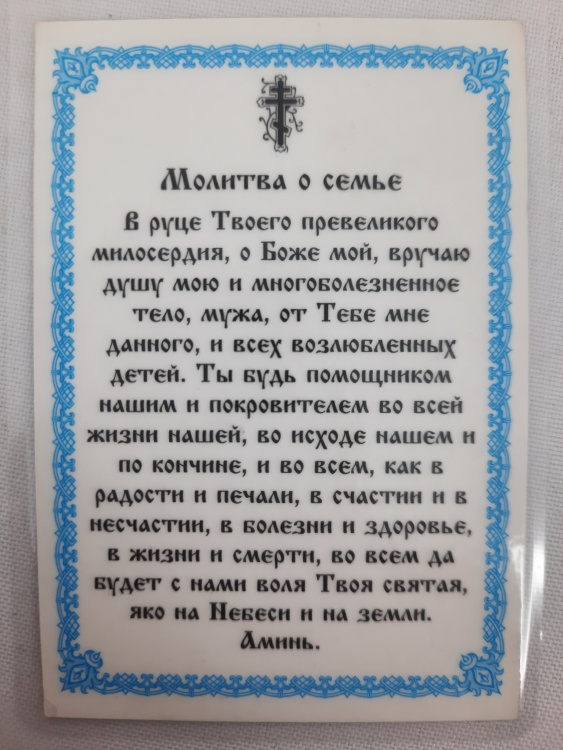 Молитва о семье
В руце Твоего превеликого
милосердия, о Боже мой, вручаю
душу мою и многоболезненное
тело, мужа, от Тебе мне
данного, и всех возлюбленных
детей. Ты будь помощником
нашим и покровителем во всей
жизни нашей, во исходе нашем и
по кончине, и во всем, как в
радости и печали, в счастии и в
несчастии, в болезни и здоровье,
в жизни и смерти, во всем да
будет с нами воля Твоя святая,
яко на Небеси и на земли.
Аминь.